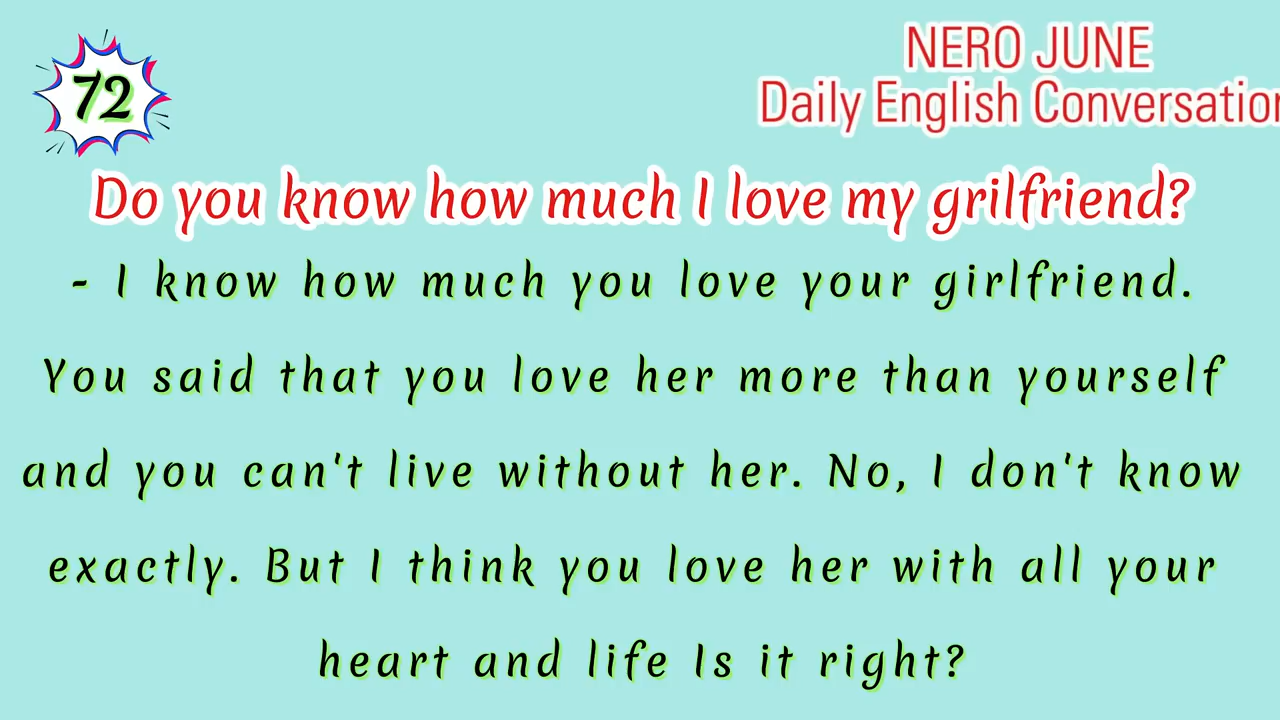 72
NERO JUNE
Daily English Conversation
Do you know how much I love my grilfriend?
- I know how much you love your girlfriend.
You said that you love her more than yourself
and you can't live without her. No, I don't know
exactly. But I think you love her with all your
heart and life Is it right?